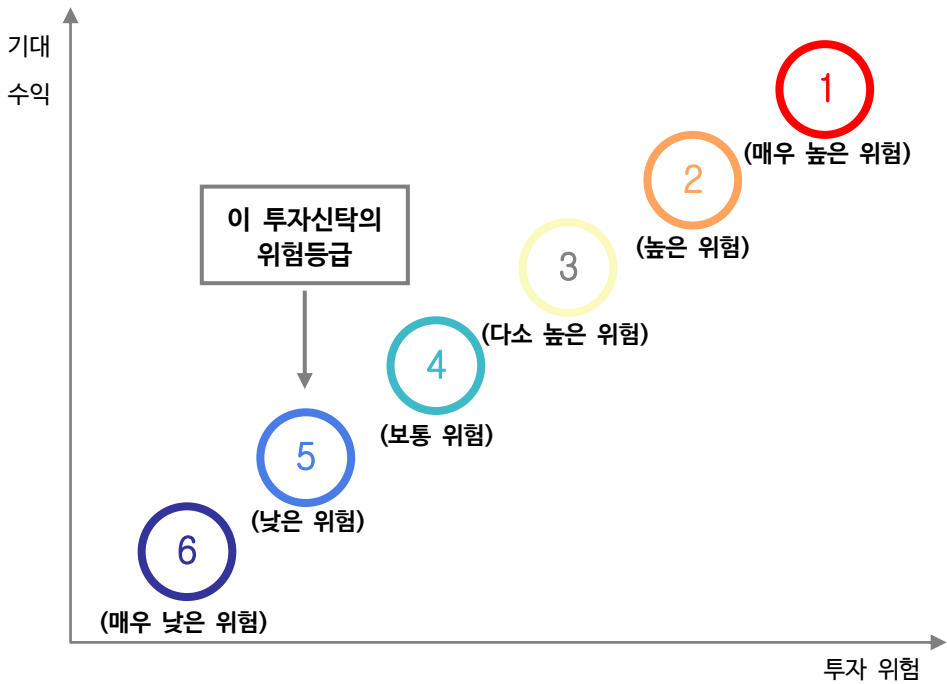 기대
수익
1
(매우 높은 위험)
2
(높은 위험)
이 투자신탁의
위험등급
3
(다소 높은 위험)
4
(보통 위험)
5
(낮은 위험)
6
(매우 낮은 위험)
투자 위험